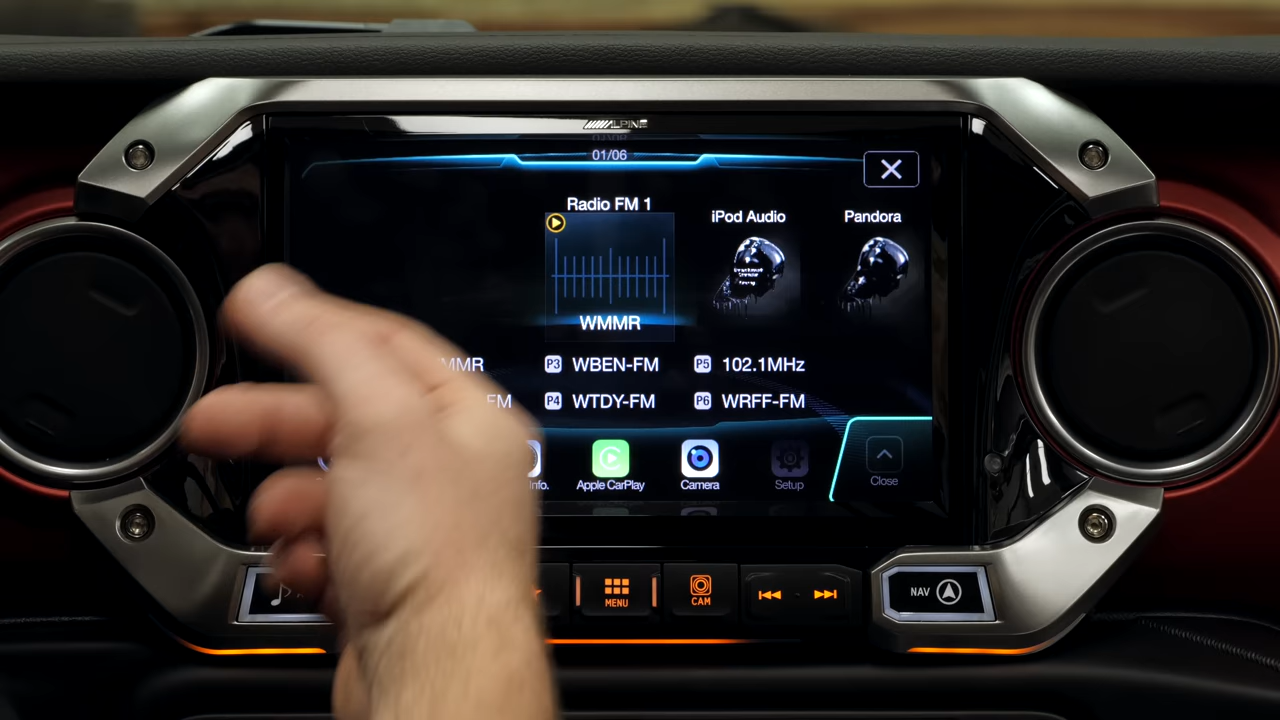 ALPINE
01/06
Radio FM 1
iPod Audio
Pandora
WMMR
MMR
P3 WBEN-FM
P5 102.1MHz
FM
P4 WTDY-FM
P6 WRFF-FM
Info.
Apple CarPlay
Camera
Setup
Close
MENU
CAM
NAV